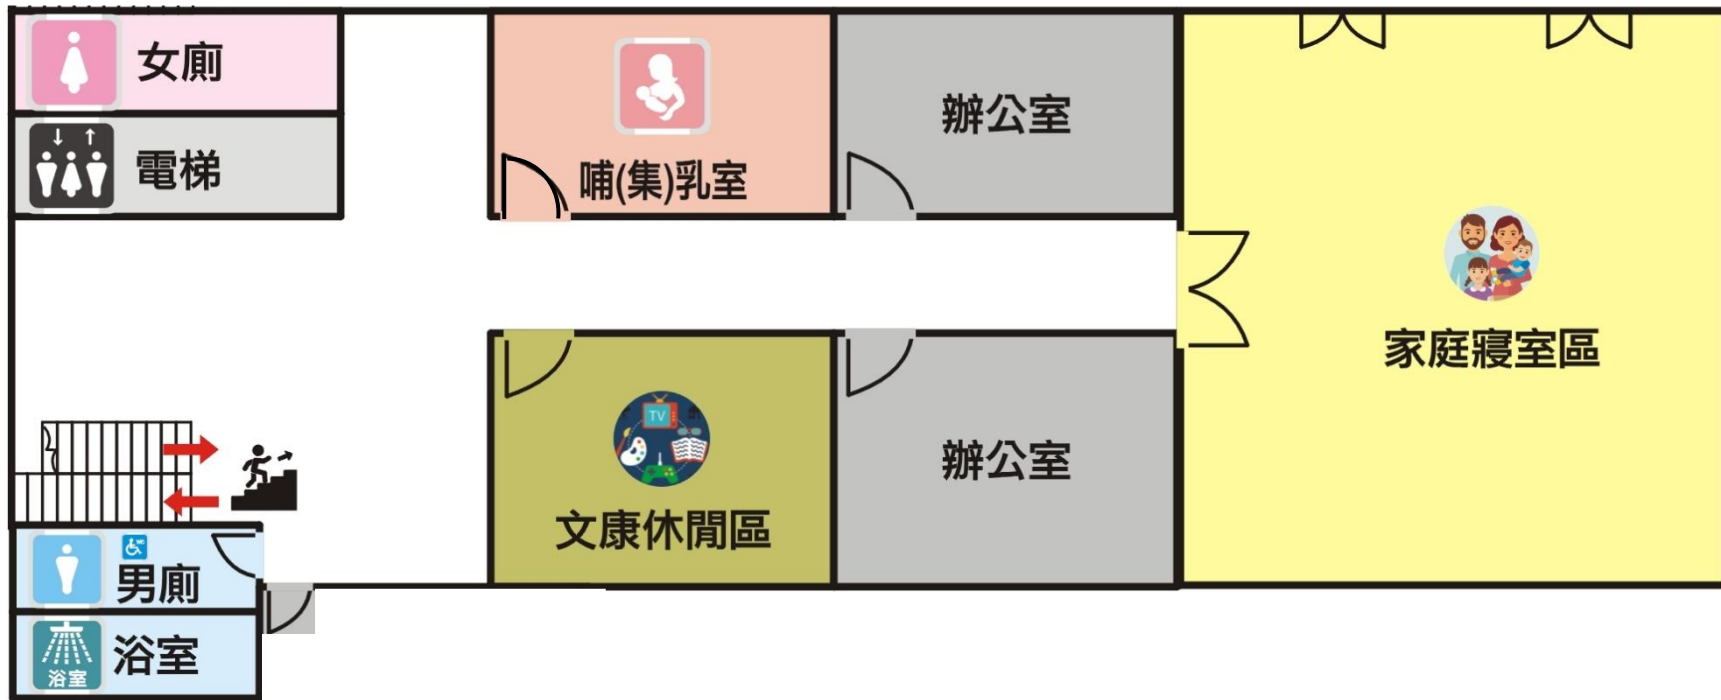 女廁
電梯
哺(集)乳室
辦公室
家庭寢室區
TV
文康休閒區
辦公室
男廁
浴室
浴室